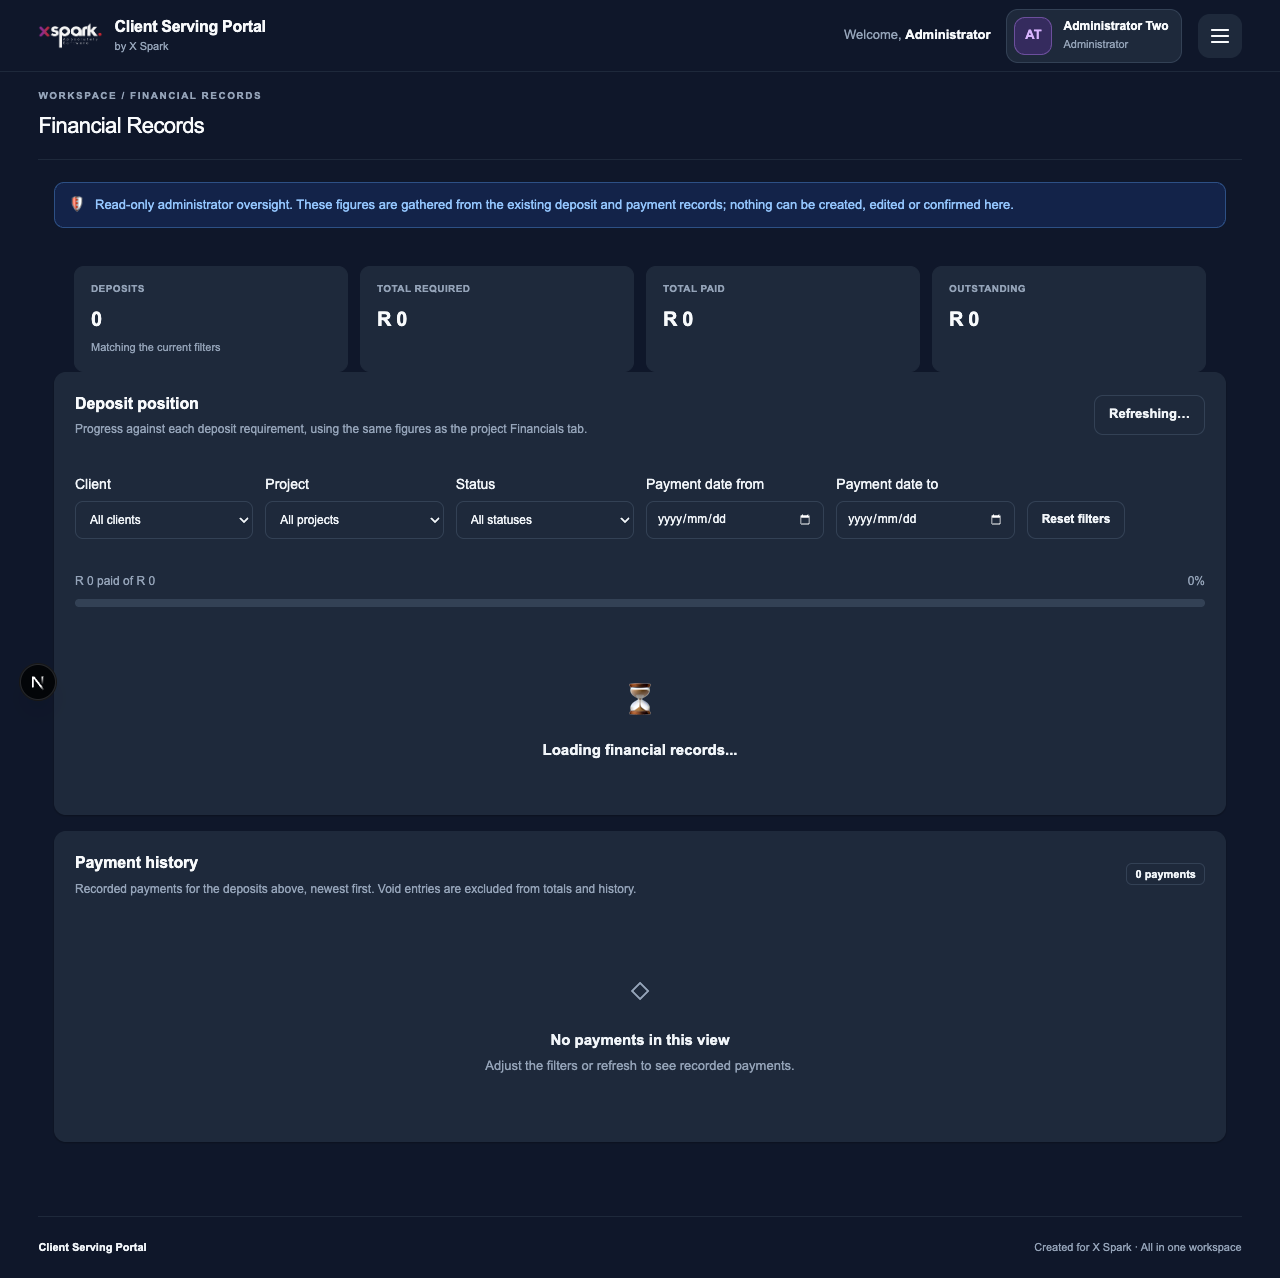 xspark.
Client Serving Portal
by X Spark
Welcome, Administrator
AT
Administrator Two
Administrator
WORKSPACE / FINANCIAL RECORDS
Financial Records
Read-only administrator oversight. These figures are gathered from the existing deposit and payment records; nothing can be created, edited or confirmed here.
DEPOSITS
0
Matching the current filters
TOTAL REQUIRED
R 0
TOTAL PAID
R 0
OUTSTANDING
R 0
Deposit position
Progress against each deposit requirement, using the same figures as the project Financials tab.
Refreshing...
Client
All clients
Project
All projects
Status
All statuses
Payment date from
yyyy/mm/dd
Payment date to
yyyy/mm/dd
Reset filters
R 0 paid of R 0
0%
N
Loading financial records...
Payment history
Recorded payments for the deposits above, newest first. Void entries are excluded from totals and history.
0 payments
No payments in this view
Adjust the filters or refresh to see recorded payments.
Client Serving Portal
Created for X Spark · All in one workspace